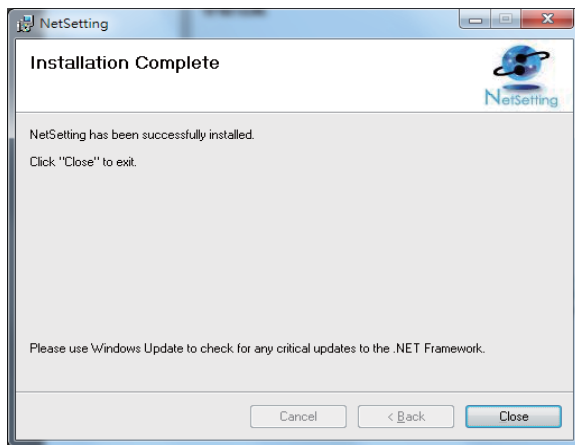 NetSetting
Installation Complete
NetSetting
NetSetting has been successfully installed.
Click "Close" to exit.
Please use Windows Update to check for any critical updates to the .NET Framework.
Cancel
< Back
Close